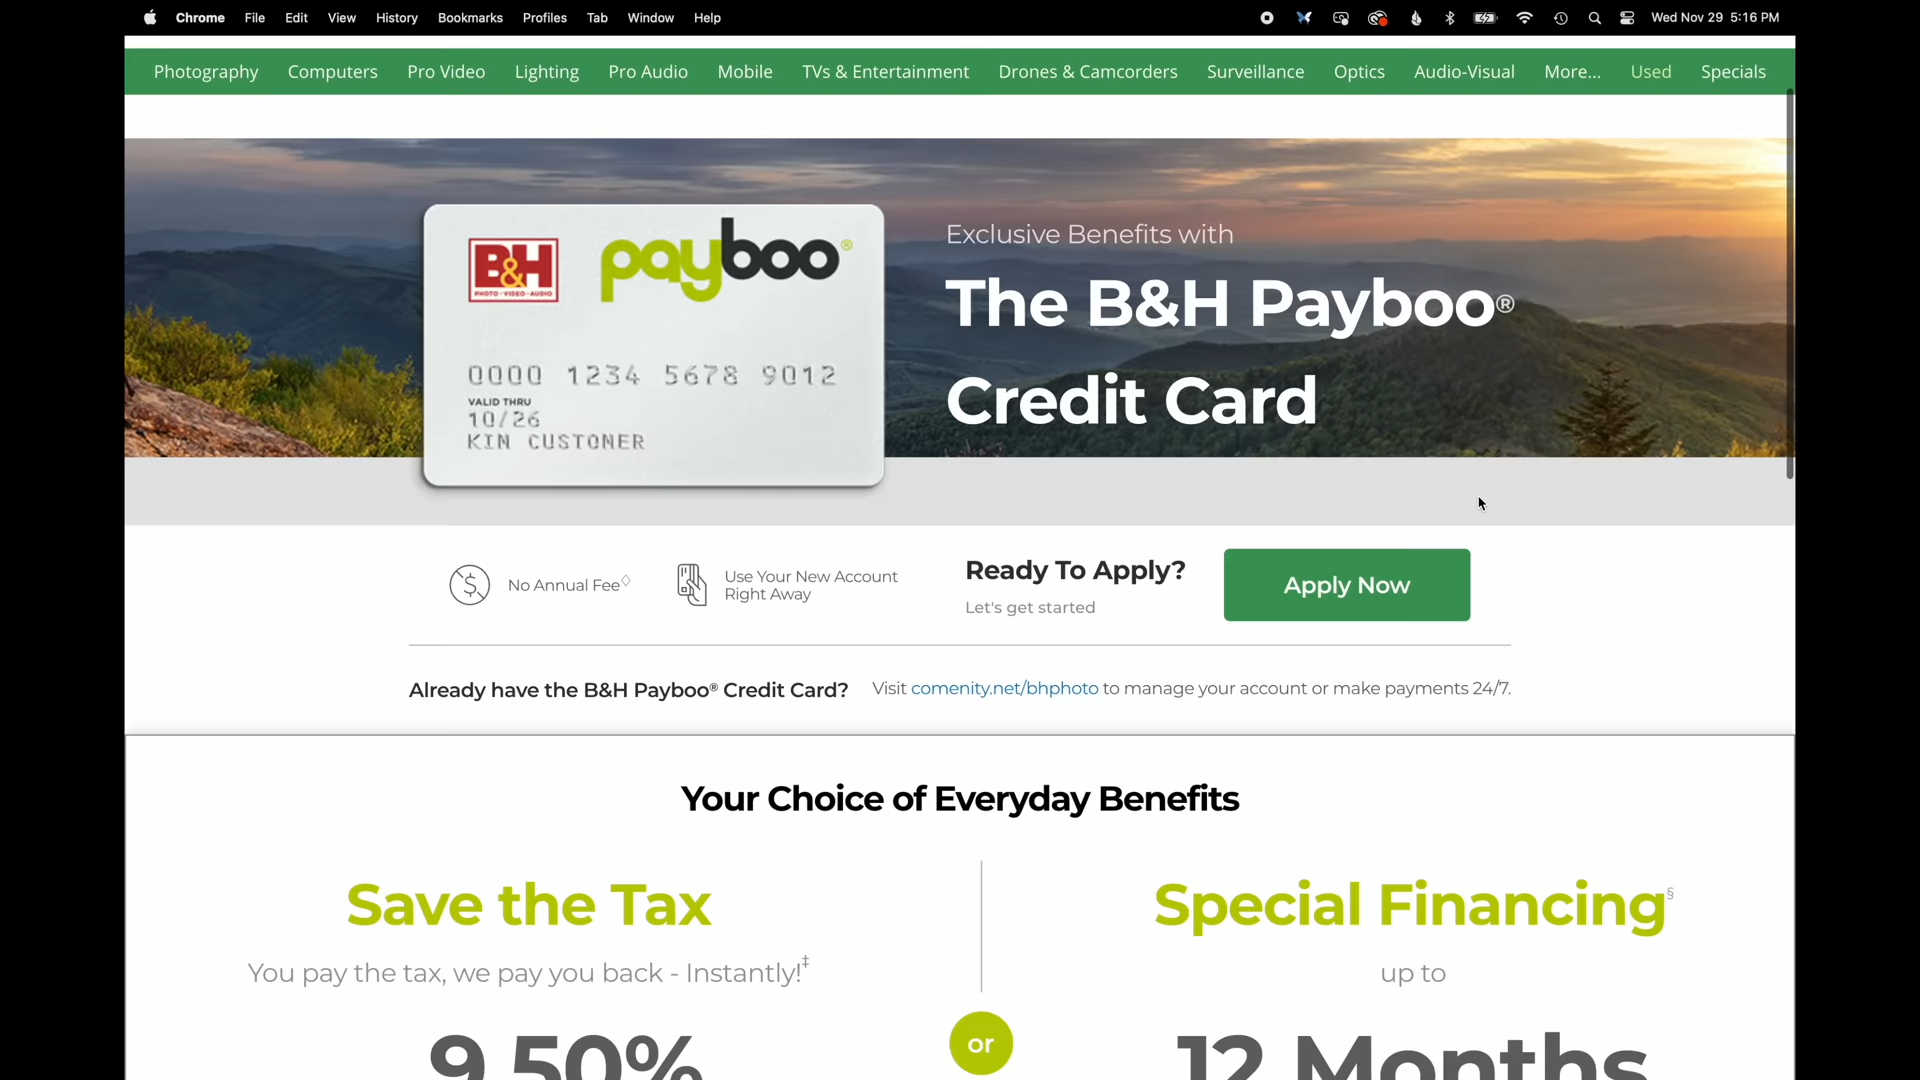 Chrome File Edit View History Bookmarks Profiles Tab Window Help Wed Nov 29 5:16 PM
Photography Computers Pro Video Lighting Pro Audio Mobile TVs & Entertainment Drones & Camcorders Surveillance Optics Audio-Visual More... Used Specials
B&H
PHOTO · VIDEO · AUDIO
payboo®
0000 1234 5678 9012
VALID THRU
10/26
KIN CUSTOMER
Exclusive Benefits with
The B&H Payboo®
Credit Card
No Annual Fee◊
Use Your New Account
Right Away
Ready To Apply?
Let's get started
Apply Now
Already have the B&H Payboo® Credit Card? Visit comenity.net/bhphoto to manage your account or make payments 24/7.
Your Choice of Everyday Benefits
Save the Tax
You pay the tax, we pay you back - Instantly!‡
9.50%
or
Special Financing§
up to
12 Months